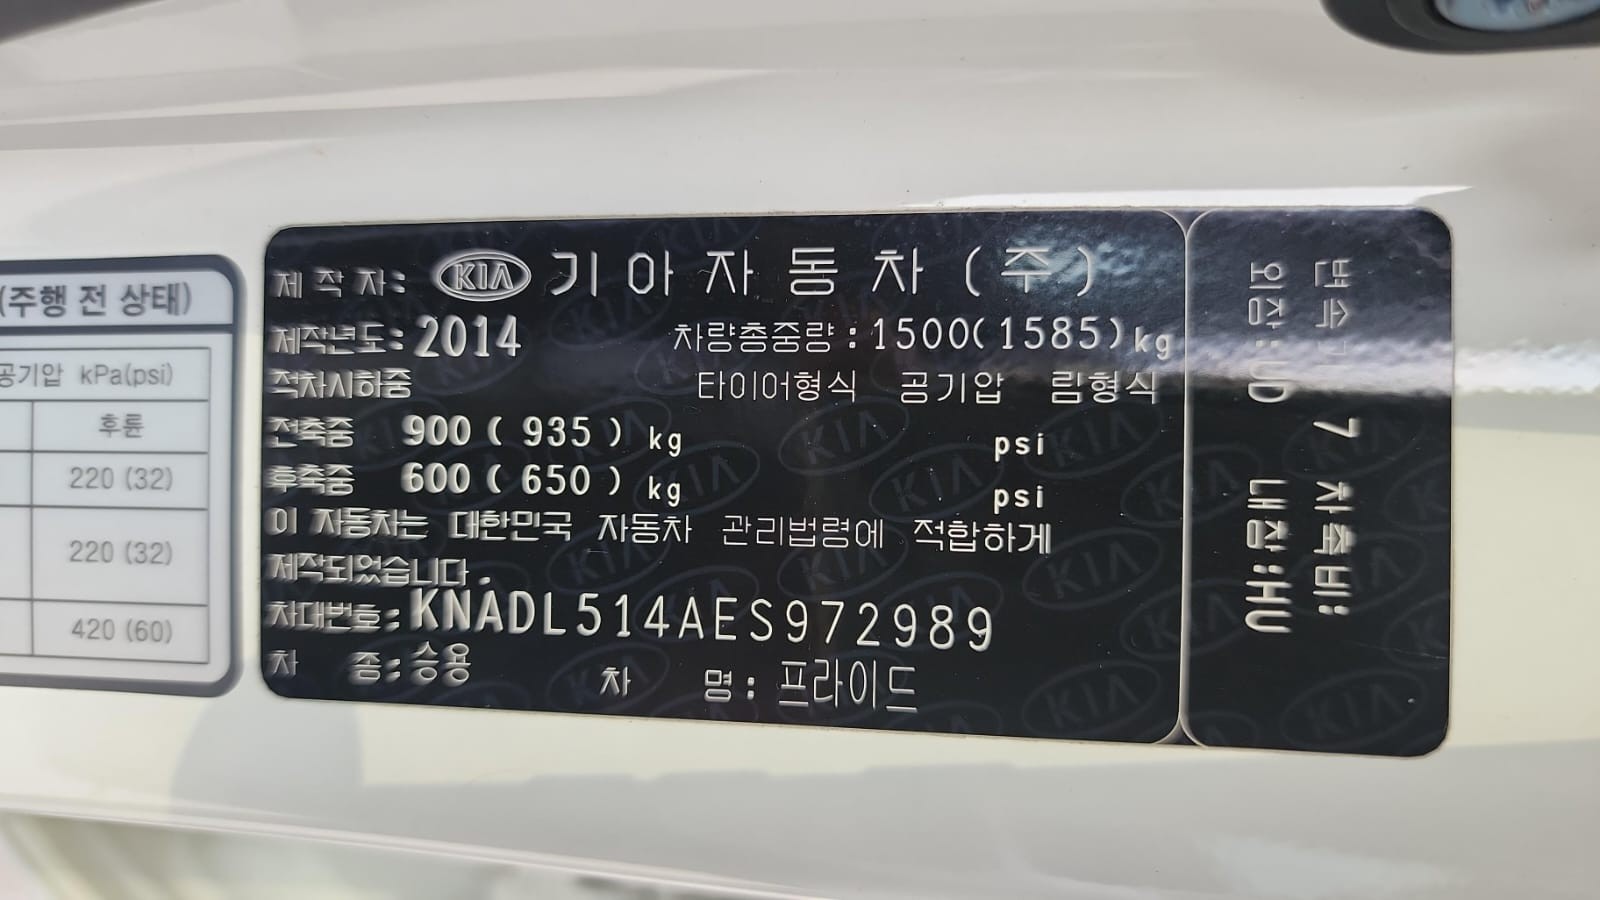 (주행 전 상태)
공기압 kPa(psi)
후륜
220 (32)
220 (32)
420 (60)
제 작 자: KIA 기아자동차(주)
제작년도: 2014 차량총중량: 1500(1585)kg
적차시하중 타이어형식 공기압 림형식
전축중 900 ( 935 ) kg psi
후축중 600 ( 650 ) kg psi
이 자동차는 대한민국 자동차 관리법령에 적합하게
제작되었습니다.
차대번호: KNADL514AES972989
차 종: 승용 차 명: 프라이드
변속 7 차축비:
외장: UD 내장: HU